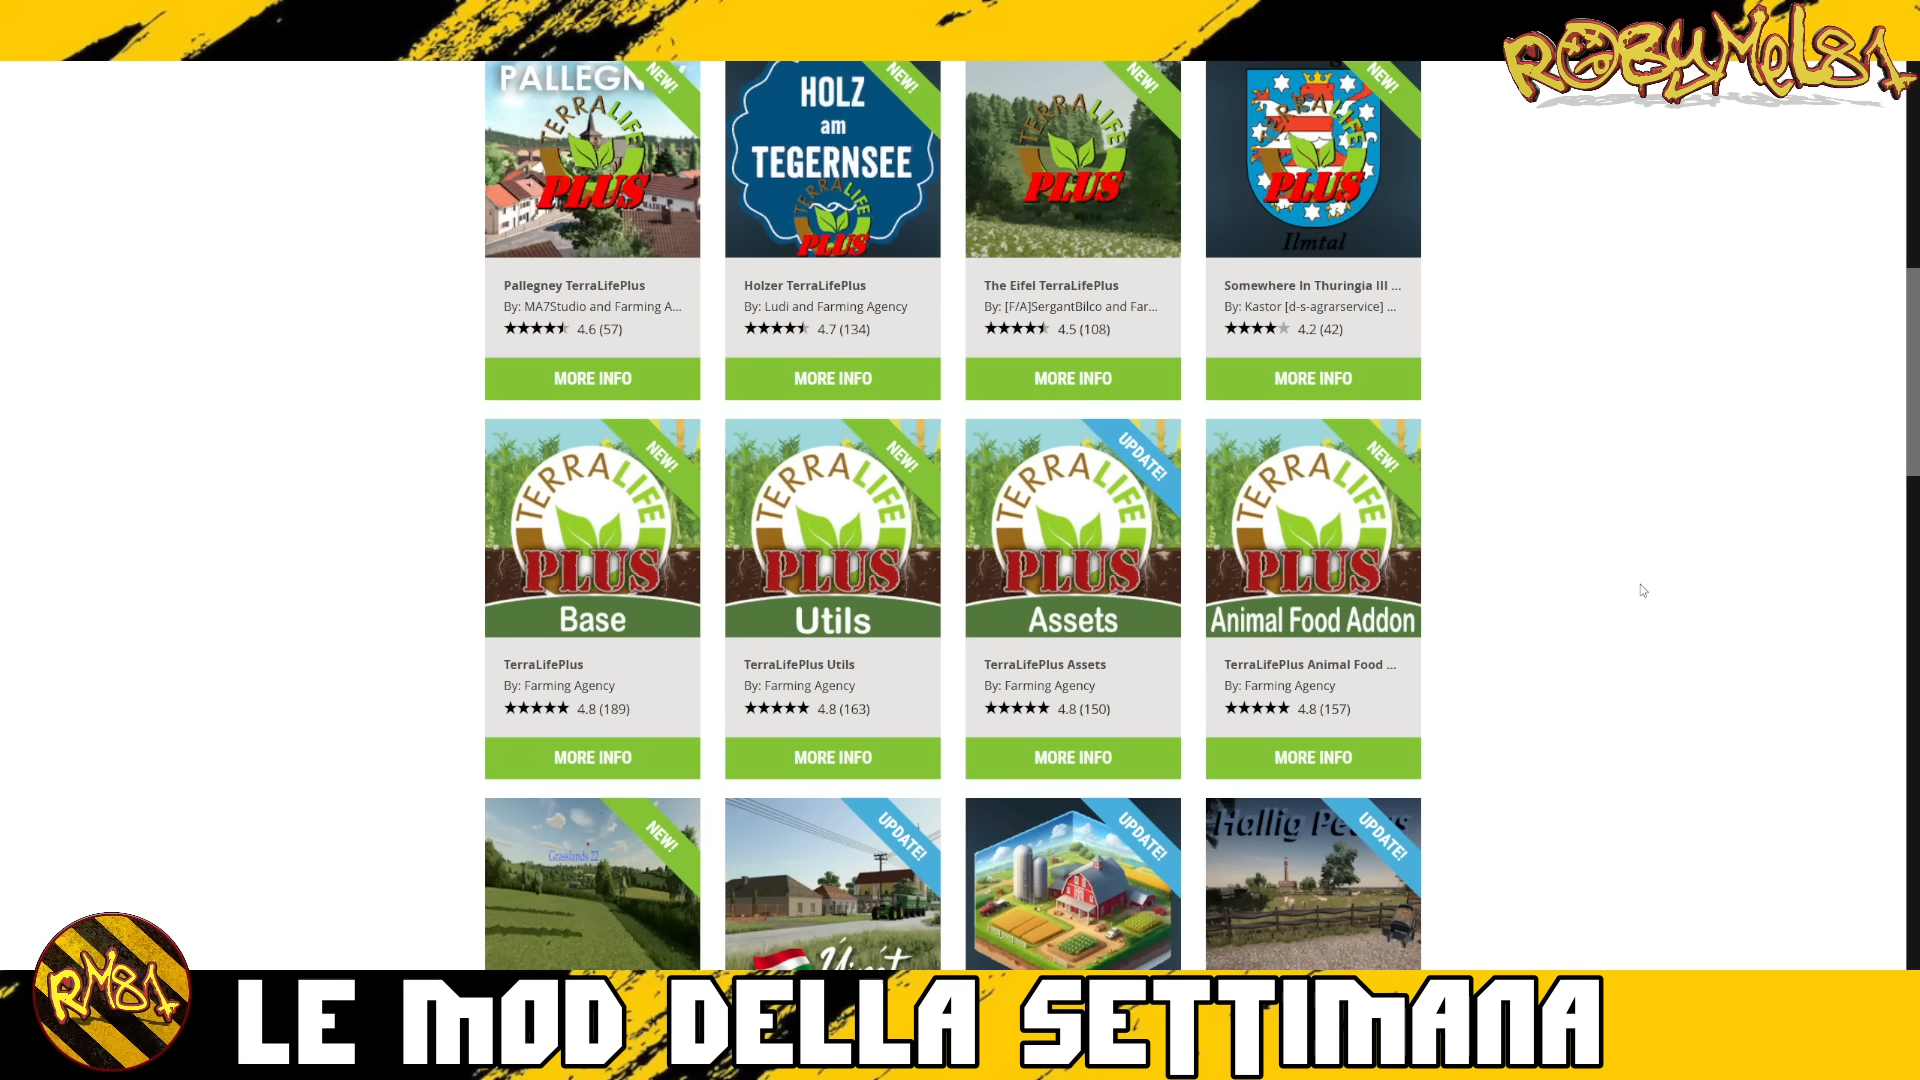 RobyMel81
PALLEGN
NEW!
TERRALIFE
PLUS
HOLZ
am
TEGERNSEE
NEW!
TERRALIFE
PLUS
NEW!
TERRALIFE
PLUS
NEW!
TERRALIFE
PLUS
Ilmtal
Pallegney TerraLifePlus
By: MA7Studio and Farming A...
4.6 (57)
MORE INFO
Holzer TerraLifePlus
By: Ludi and Farming Agency
4.7 (134)
MORE INFO
The Eifel TerraLifePlus
By: [F/A]SergantBilco and Far...
4.5 (108)
MORE INFO
Somewhere In Thuringia III ...
By: Kastor [d-s-agrarservice] ...
4.2 (42)
MORE INFO
NEW!
TERRALIFE
PLUS
Base
TerraLifePlus
By: Farming Agency
4.8 (189)
MORE INFO
NEW!
TERRALIFE
PLUS
Utils
TerraLifePlus Utils
By: Farming Agency
4.8 (163)
MORE INFO
UPDATE!
TERRALIFE
PLUS
Assets
TerraLifePlus Assets
By: Farming Agency
4.8 (150)
MORE INFO
NEW!
TERRALIFE
PLUS
Animal Food Addon
TerraLifePlus Animal Food ...
By: Farming Agency
4.8 (157)
MORE INFO
NEW!
Grasslands 22
UPDATE!
UPDATE!
Hallig
UPDATE!
RM81
LE MOD DELLA SETTIMANA